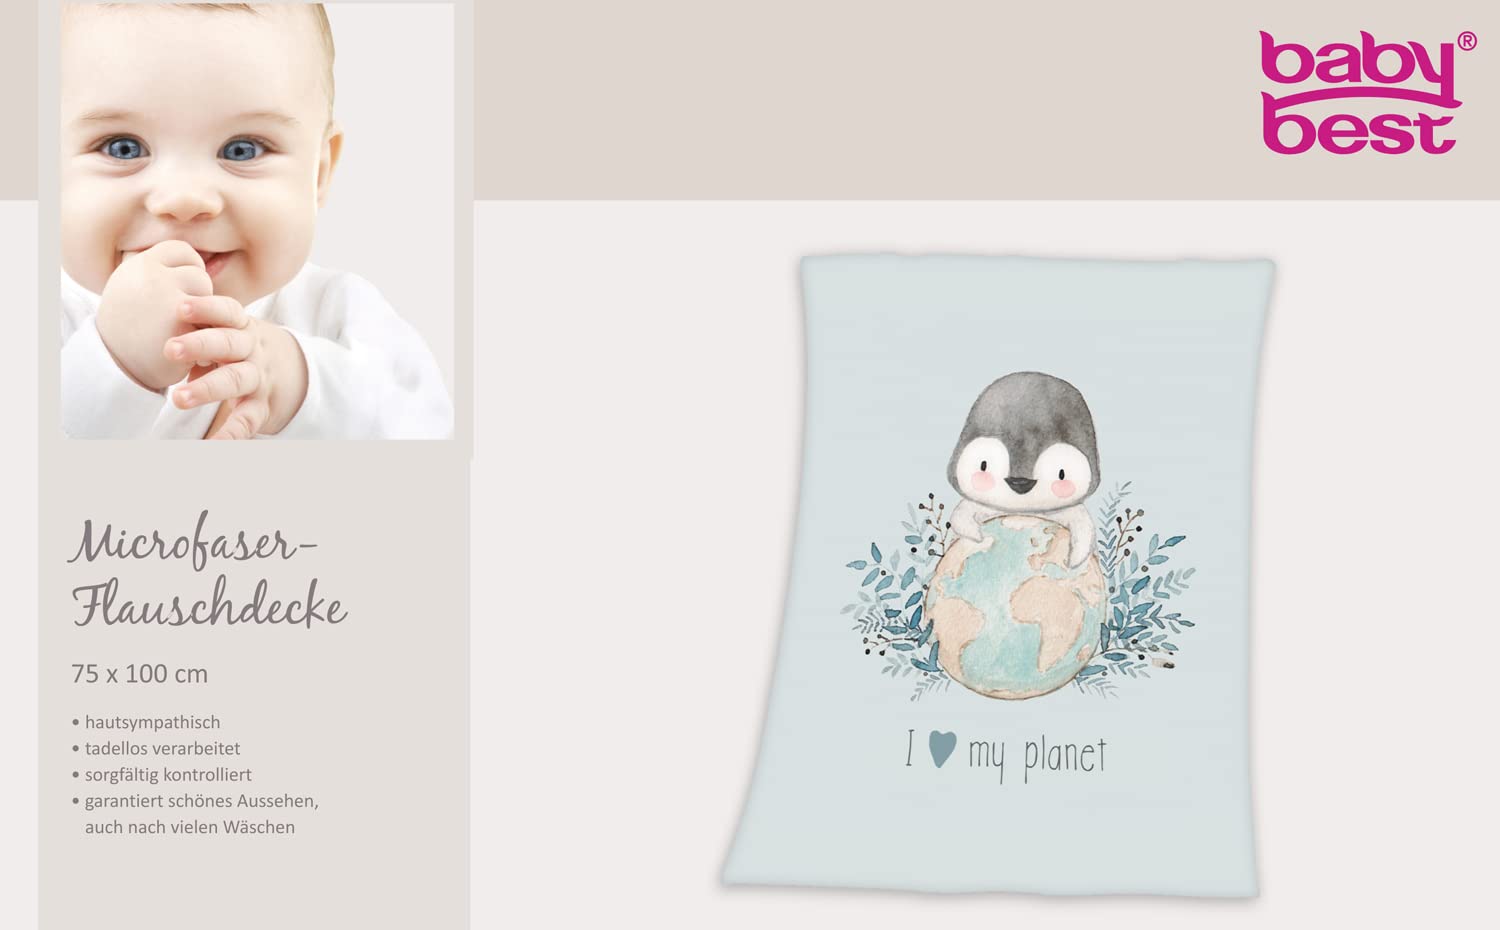 baby®
best
Microfaser-
Flauschdecke
75 x 100 cm
• hautsympathisch
• tadellos verarbeitet
• sorgfältig kontrolliert
• garantiert schönes Aussehen,
auch nach vielen Wäschen
I ♥ my planet